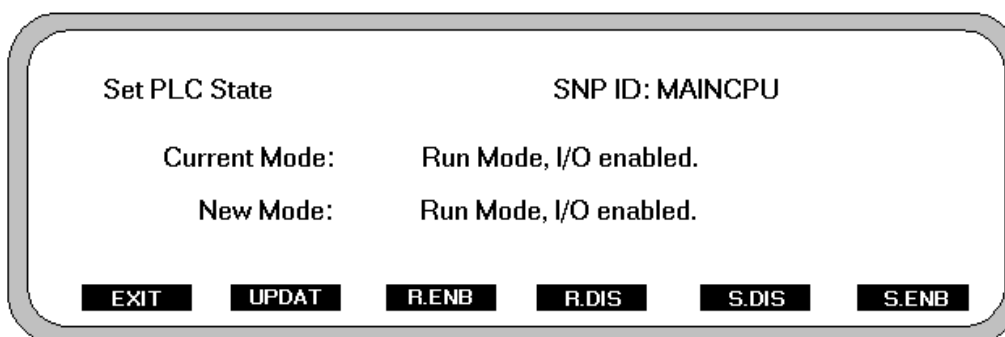 Set PLC State SNP ID: MAINCPU
Current Mode: Run Mode, I/O enabled.
New Mode: Run Mode, I/O enabled.
EXIT UPDAT R.ENB R.DIS S.DIS S.ENB